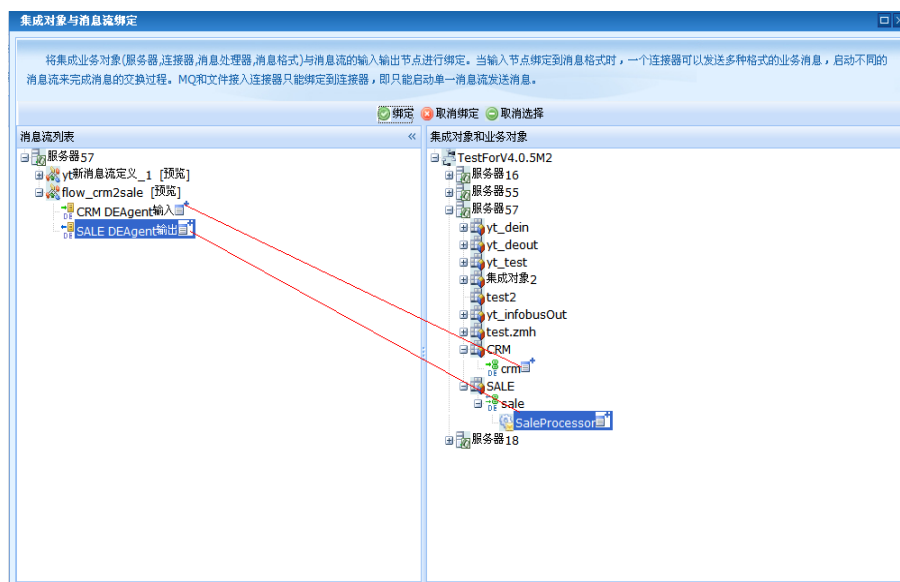 集成对象与消息流绑定
将集成业务对象(服务器,连接器,消息处理器,消息格式)与消息流的输入输出节点进行绑定。当输入节点绑定到消息格式时，一个连接器可以发送多种格式的业务消息，启动不同的
消息流来完成消息的交换过程。MQ和文件接入连接器只能绑定到连接器，即只能启动单一消息流发送消息。
绑定 取消绑定 取消选择
消息流列表
服务器57
yt新消息流定义_1 [预览]
flow_crm2sale [预览]
CRM DEAgent输入
SALE DEAgent输出
集成对象和业务对象
TestForV4.0.5M2
服务器16
服务器55
服务器57
yt_dein
yt_deout
yt_test
集成对象2
test2
yt_infobusOut
test.zmh
CRM
crm
SALE
sale
SaleProcessor
服务器18